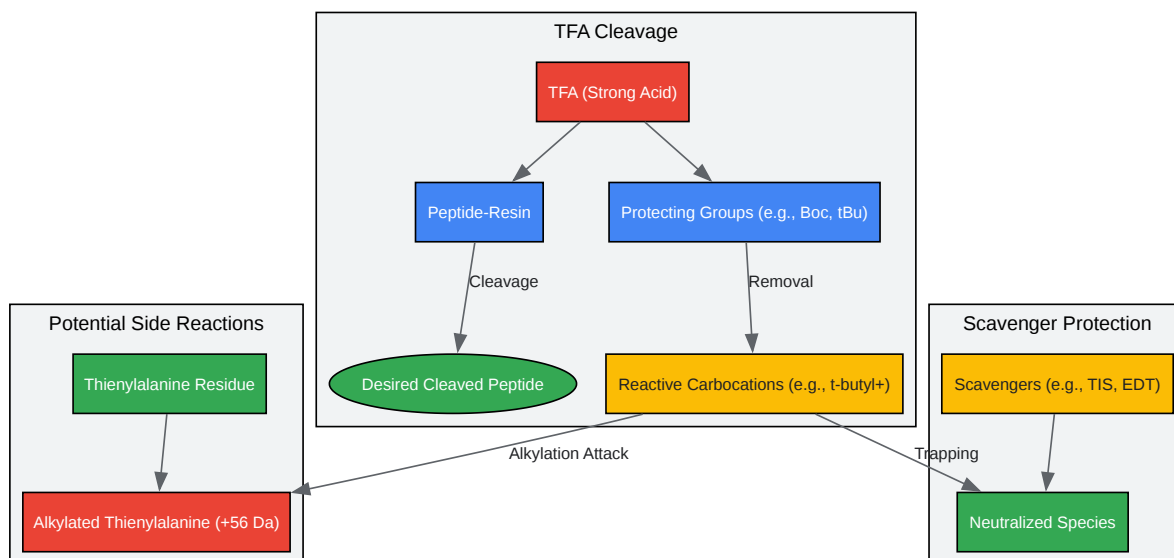 TFA Cleavage
TFA (Strong Acid)
Peptide-Resin
Protecting Groups (e.g., Boc, tBu)
Cleavage
Removal
Potential Side Reactions
Scavenger Protection
Thienylalanine Residue
Desired Cleaved Peptide
Reactive Carbocations (e.g., t-butyl+)
Scavengers (e.g., TIS, EDT)
Alkylation Attack
Trapping
Alkylated Thienylalanine (+56 Da)
Neutralized Species